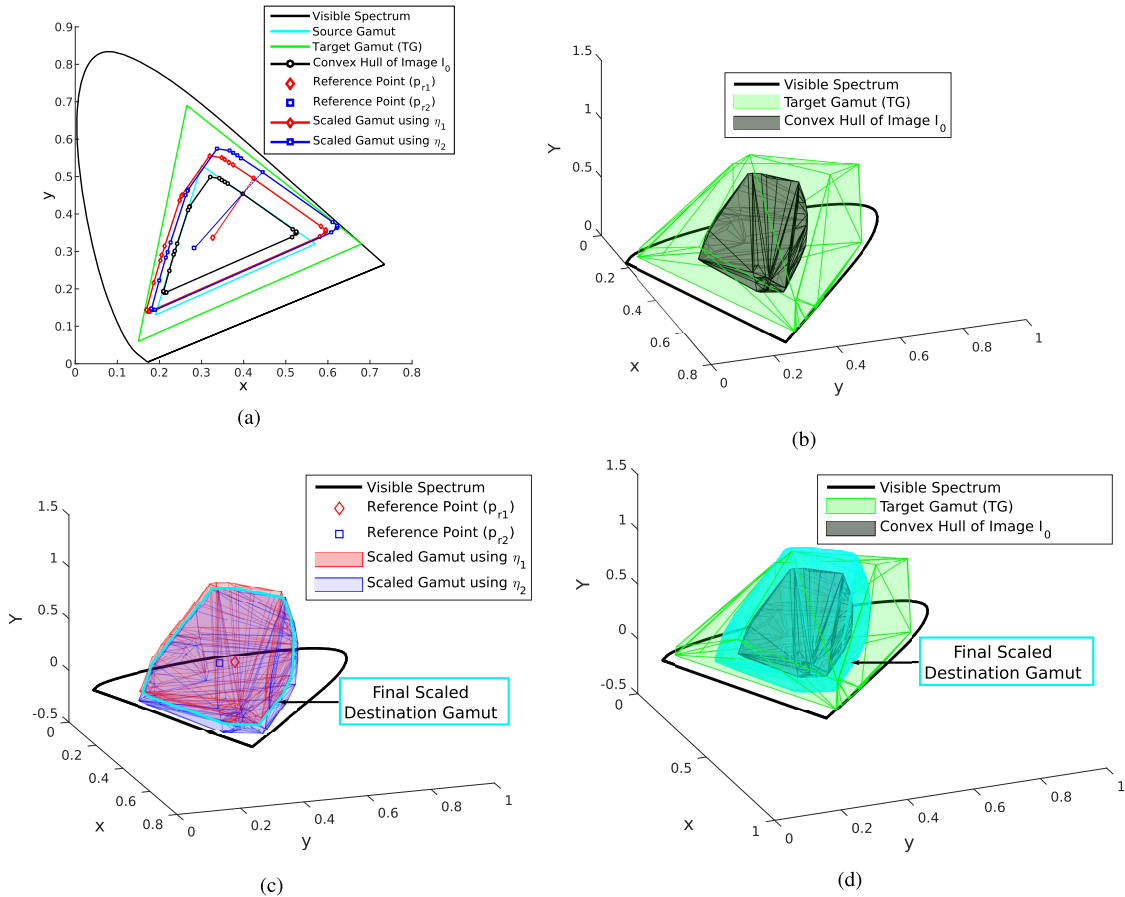 Visible Spectrum
Source Gamut
Target Gamut (TG)
Convex Hull of Image I0
Reference Point (pr1)
Reference Point (pr2)
Scaled Gamut using η1
Scaled Gamut using η2
0.9
0.8
0.7
0.6
0.5
0.4
0.3
0.2
0.1
0
y
0 0.1 0.2 0.3 0.4 0.5 0.6 0.7 0.8
x
(a)
Visible Spectrum
Target Gamut (TG)
Convex Hull of Image I0
1.5
1
0.5
0
Y
0
0.2
0.4
0.6
0.8
x
0 0.2 0.4 0.6 0.8 1
y
(b)
Visible Spectrum
Reference Point (pr1)
Reference Point (pr2)
Scaled Gamut using η1
Scaled Gamut using η2
1.5
1
0.5
0
-0.5
Y
Final Scaled
Destination Gamut
0
0.2
0.4
0.6
0.8
x
0 0.2 0.4 0.6 0.8 1
y
(c)
Visible Spectrum
Target Gamut (TG)
Convex Hull of Image I0
1.5
1
0.5
0
-0.5
Y
Final Scaled
Destination Gamut
0
0.5
1
x
0 0.2 0.4 0.6 0.8 1
y
(d)